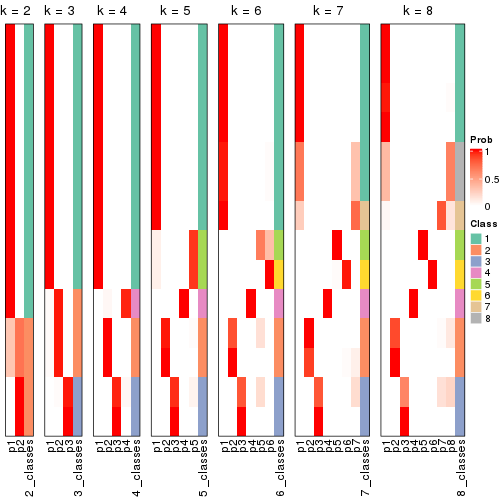 k = 2 k = 3 k = 4 k = 5 k = 6 k = 7 k = 8
Prob
1
0.5
0
Class
1
2
3
4
5
6
7
8
p1 p2 2_classes
p1 p2 p3 3_classes
p1 p2 p3 p4 4_classes
p1 p2 p3 p4 p5 5_classes
p1 p2 p3 p4 p5 p6 6_classes
p1 p2 p3 p4 p5 p6 p7 7_classes
p1 p2 p3 p4 p5 p6 p7 p8 8_classes